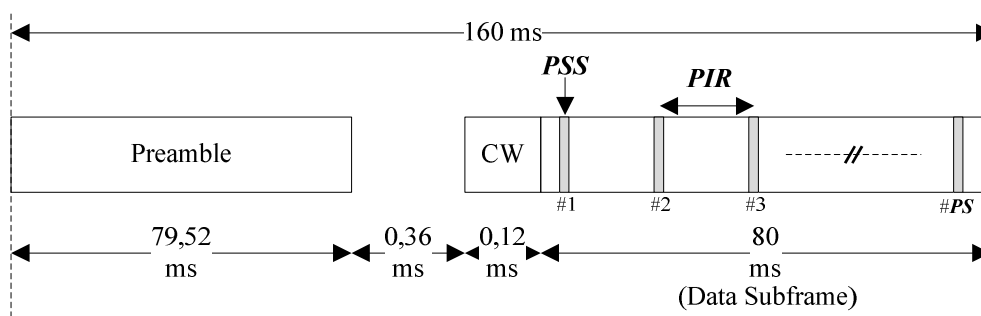 160 ms
PSS
PIR
Preamble
CW
#1
#2
#3
#PS
79,52
ms
0,36
ms
0,12
ms
80
ms
(Data Subframe)